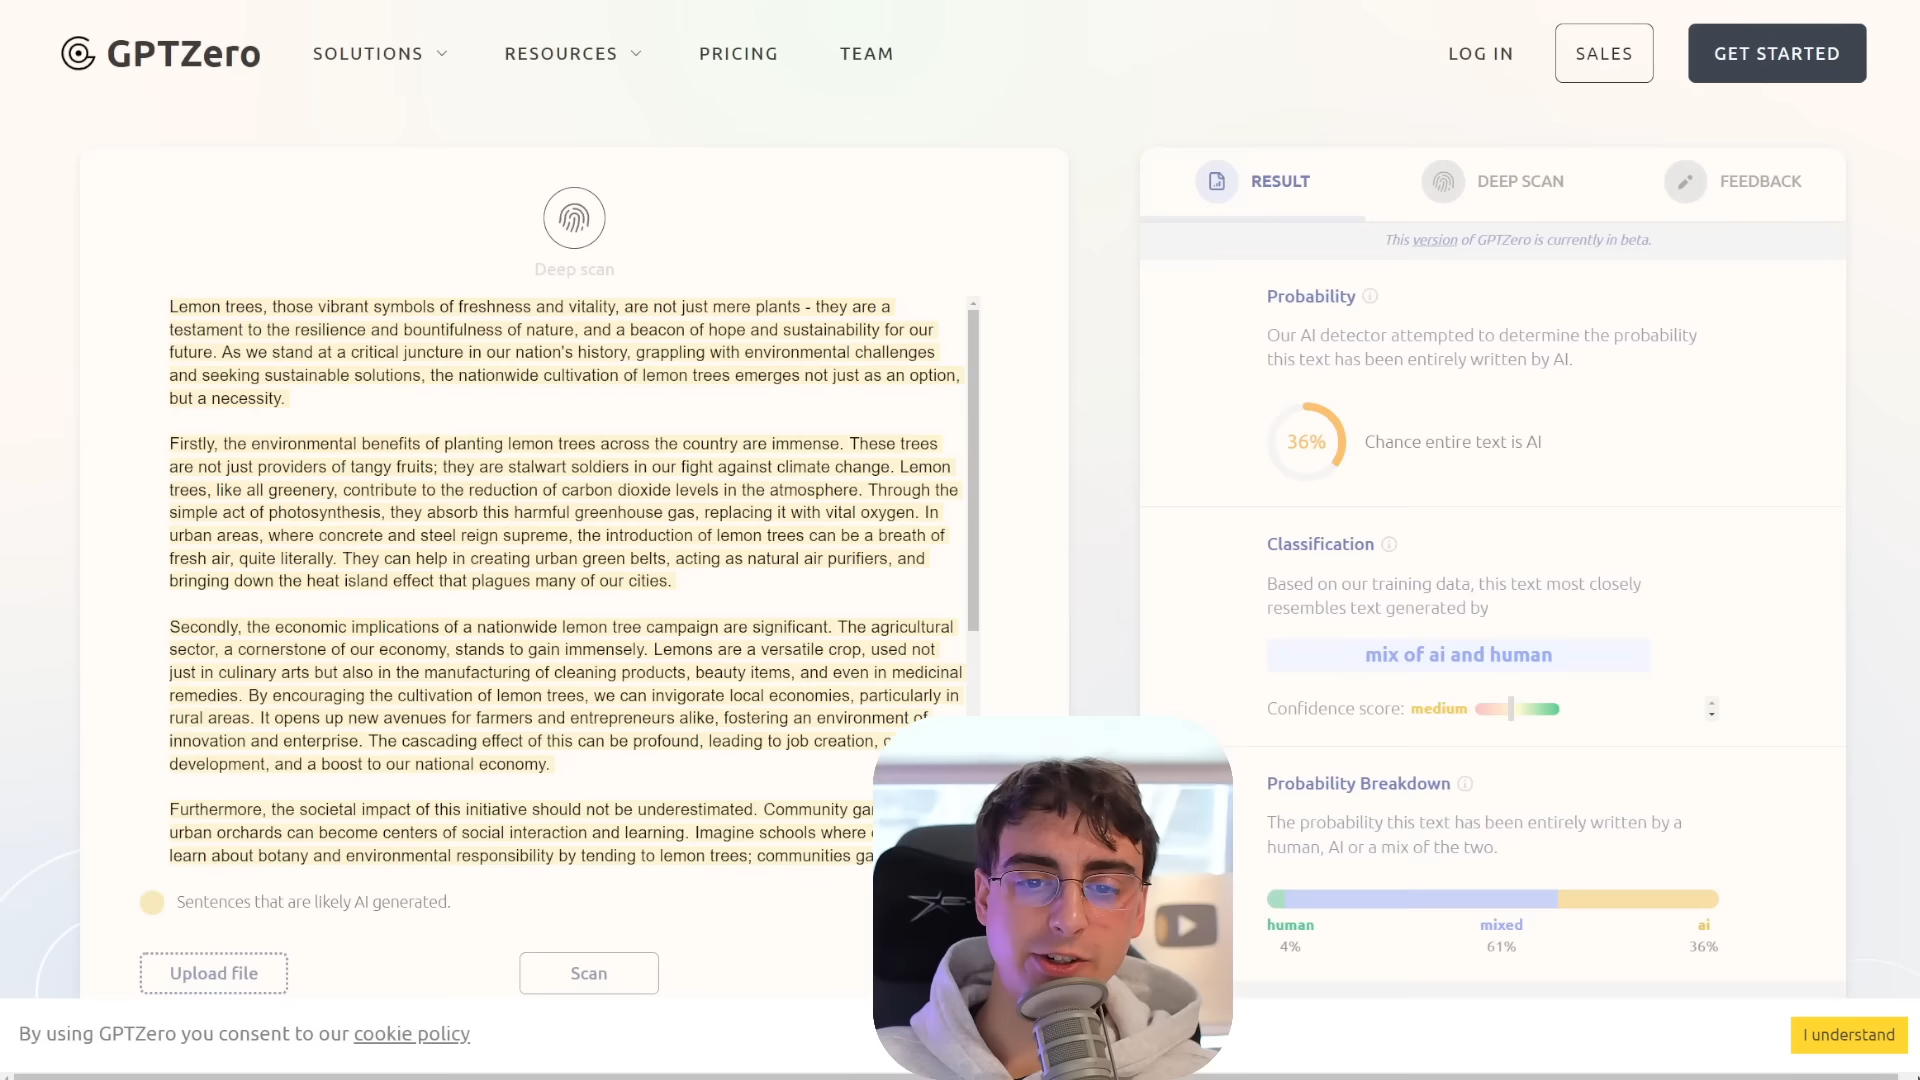 GPTZero
SOLUTIONS
RESOURCES
PRICING
TEAM
LOG IN
SALES
GET STARTED
Deep scan
Lemon trees, those vibrant symbols of freshness and vitality, are not just mere plants - they are a
testament to the resilience and bountifulness of nature, and a beacon of hope and sustainability for our
future. As we stand at a critical juncture in our nation's history, grappling with environmental challenges
and seeking sustainable solutions, the nationwide cultivation of lemon trees emerges not just as an option,
but a necessity.
Firstly, the environmental benefits of planting lemon trees across the country are immense. These trees
are not just providers of tangy fruits; they are stalwart soldiers in our fight against climate change. Lemon
trees, like all greenery, contribute to the reduction of carbon dioxide levels in the atmosphere. Through the
simple act of photosynthesis, they absorb this harmful greenhouse gas, replacing it with vital oxygen. In
urban areas, where concrete and steel reign supreme, the introduction of lemon trees can be a breath of
fresh air, quite literally. They can help in creating urban green belts, acting as natural air purifiers, and
bringing down the heat island effect that plagues many of our cities.
Secondly, the economic implications of a nationwide lemon tree campaign are significant. The agricultural
sector, a cornerstone of our economy, stands to gain immensely. Lemons are a versatile crop, used not
just in culinary arts but also in the manufacturing of cleaning products, beauty items, and even in medicinal
remedies. By encouraging the cultivation of lemon trees, we can invigorate local economies, particularly in
rural areas. It opens up new avenues for farmers and entrepreneurs alike, fostering an environment of
innovation and enterprise. The cascading effect of this can be profound, leading to job creation,
development, and a boost to our national economy.
Furthermore, the societal impact of this initiative should not be underestimated. Community
urban orchards can become centers of social interaction and learning. Imagine schools where
learn about botany and environmental responsibility by tending to lemon trees; communities
Sentences that are likely AI generated.
Upload file
Scan
RESULT
DEEP SCAN
FEEDBACK
This version of GPTZero is currently in beta.
Probability
Our AI detector attempted to determine the probability
this text has been entirely written by AI.
36%
Chance entire text is AI
Classification
Based on our training data, this text most closely
resembles text generated by
mix of ai and human
Confidence score: medium
Probability Breakdown
The probability this text has been entirely written by a
human, AI or a mix of the two.
human
mixed
ai
4%
61%
36%
By using GPTZero you consent to our cookie policy
I understand